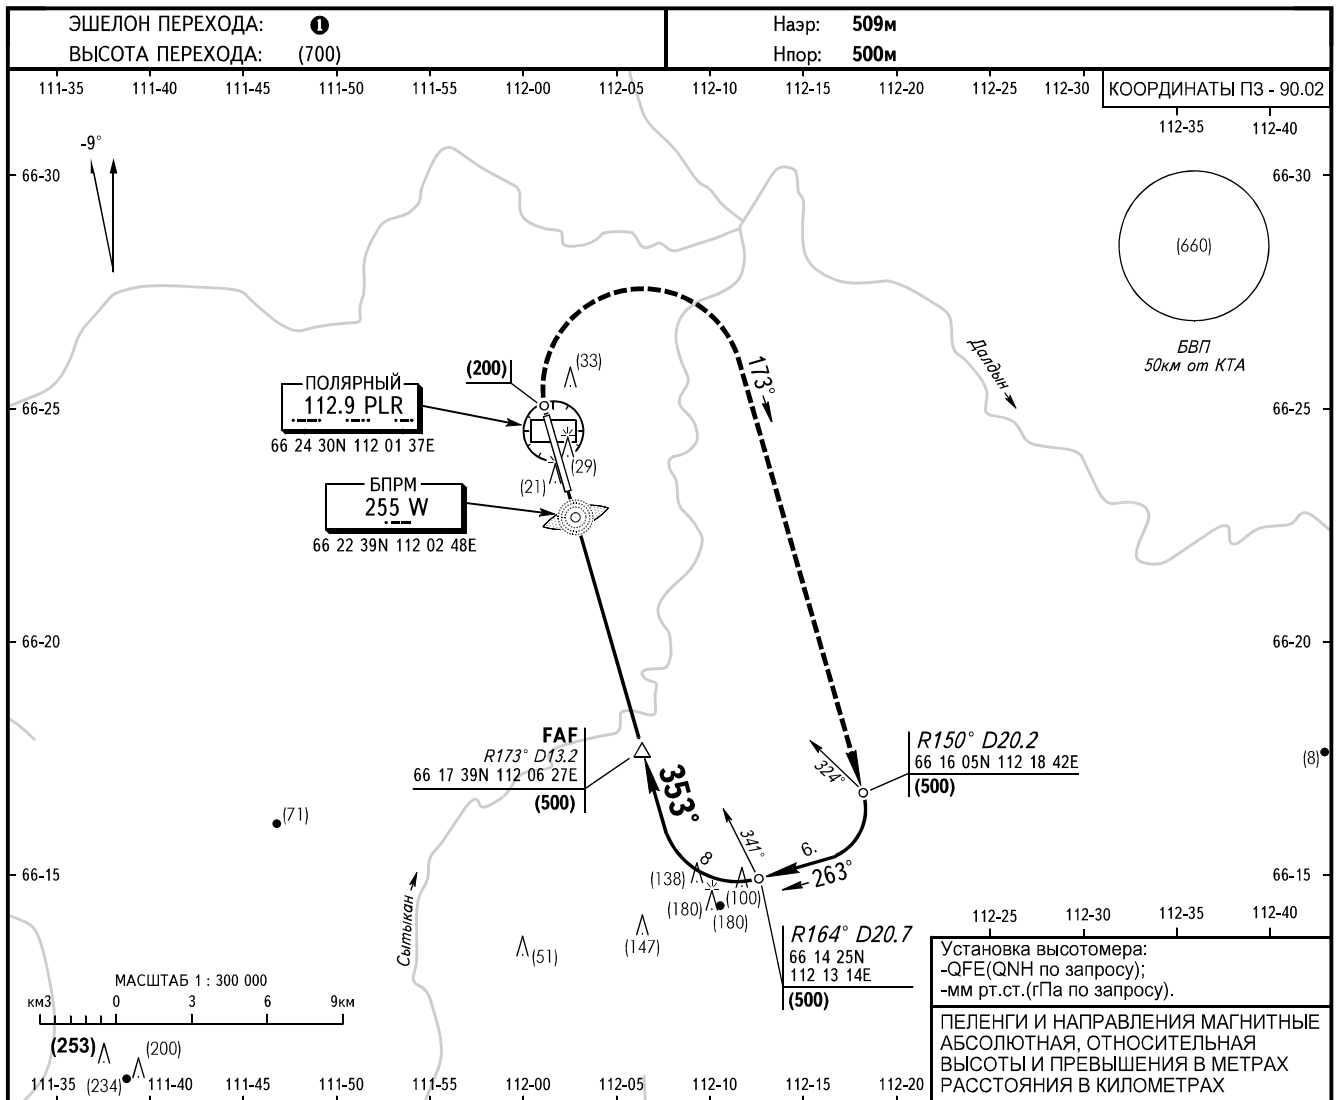 ЭШЕЛОН ПЕРЕХОДА: 1
ВЫСОТА ПЕРЕХОДА: (700)
Hаэр: 509м
Hпор: 500м
111-35 111-40 111-45 111-50 111-55 112-00 112-05 112-10 112-15 112-20 112-25 112-30
КООРДИНАТЫ ПЗ - 90.02
112-35 112-40
-9°
66-30
66-30
(660)
БВП
50км от КТА
Далдын
173°
(33)
(200)
ПОЛЯРНЫЙ
112.9 PLR
66 24 30N 112 01 37E
66-25
66-25
(29)
(21)
БПРМ
255 W
66 22 39N 112 02 48E
66-20
66-20
FAF
R173° D13.2
66 17 39N 112 06 27E
(500)
353°
R150° D20.2
66 16 05N 112 18 42E
(500)
324°
(8)
(71)
341°
6.
263°
8
66-15
66-15
(138)
(100)
(180)
(180)
(147)
(51)
Сытыкан
R164° D20.7
66 14 25N
112 13 14E
(500)
112-25 112-30 112-35 112-40
Установка высотомера:
-QFE(QNH по запросу);
-мм рт.ст.(гПа по запросу).
ПЕЛЕНГИ И НАПРАВЛЕНИЯ МАГНИТНЫЕ
АБСОЛЮТНАЯ, ОТНОСИТЕЛЬНАЯ
ВЫСОТЫ И ПРЕВЫШЕНИЯ В МЕТРАХ
РАССТОЯНИЯ В КИЛОМЕТРАХ
МАСШТАБ 1 : 300 000
км3 0 3 6 9км
(253)
(200)
(234)
111-35 111-40 111-45 111-50 111-55 112-00 112-05 112-10 112-15 112-20